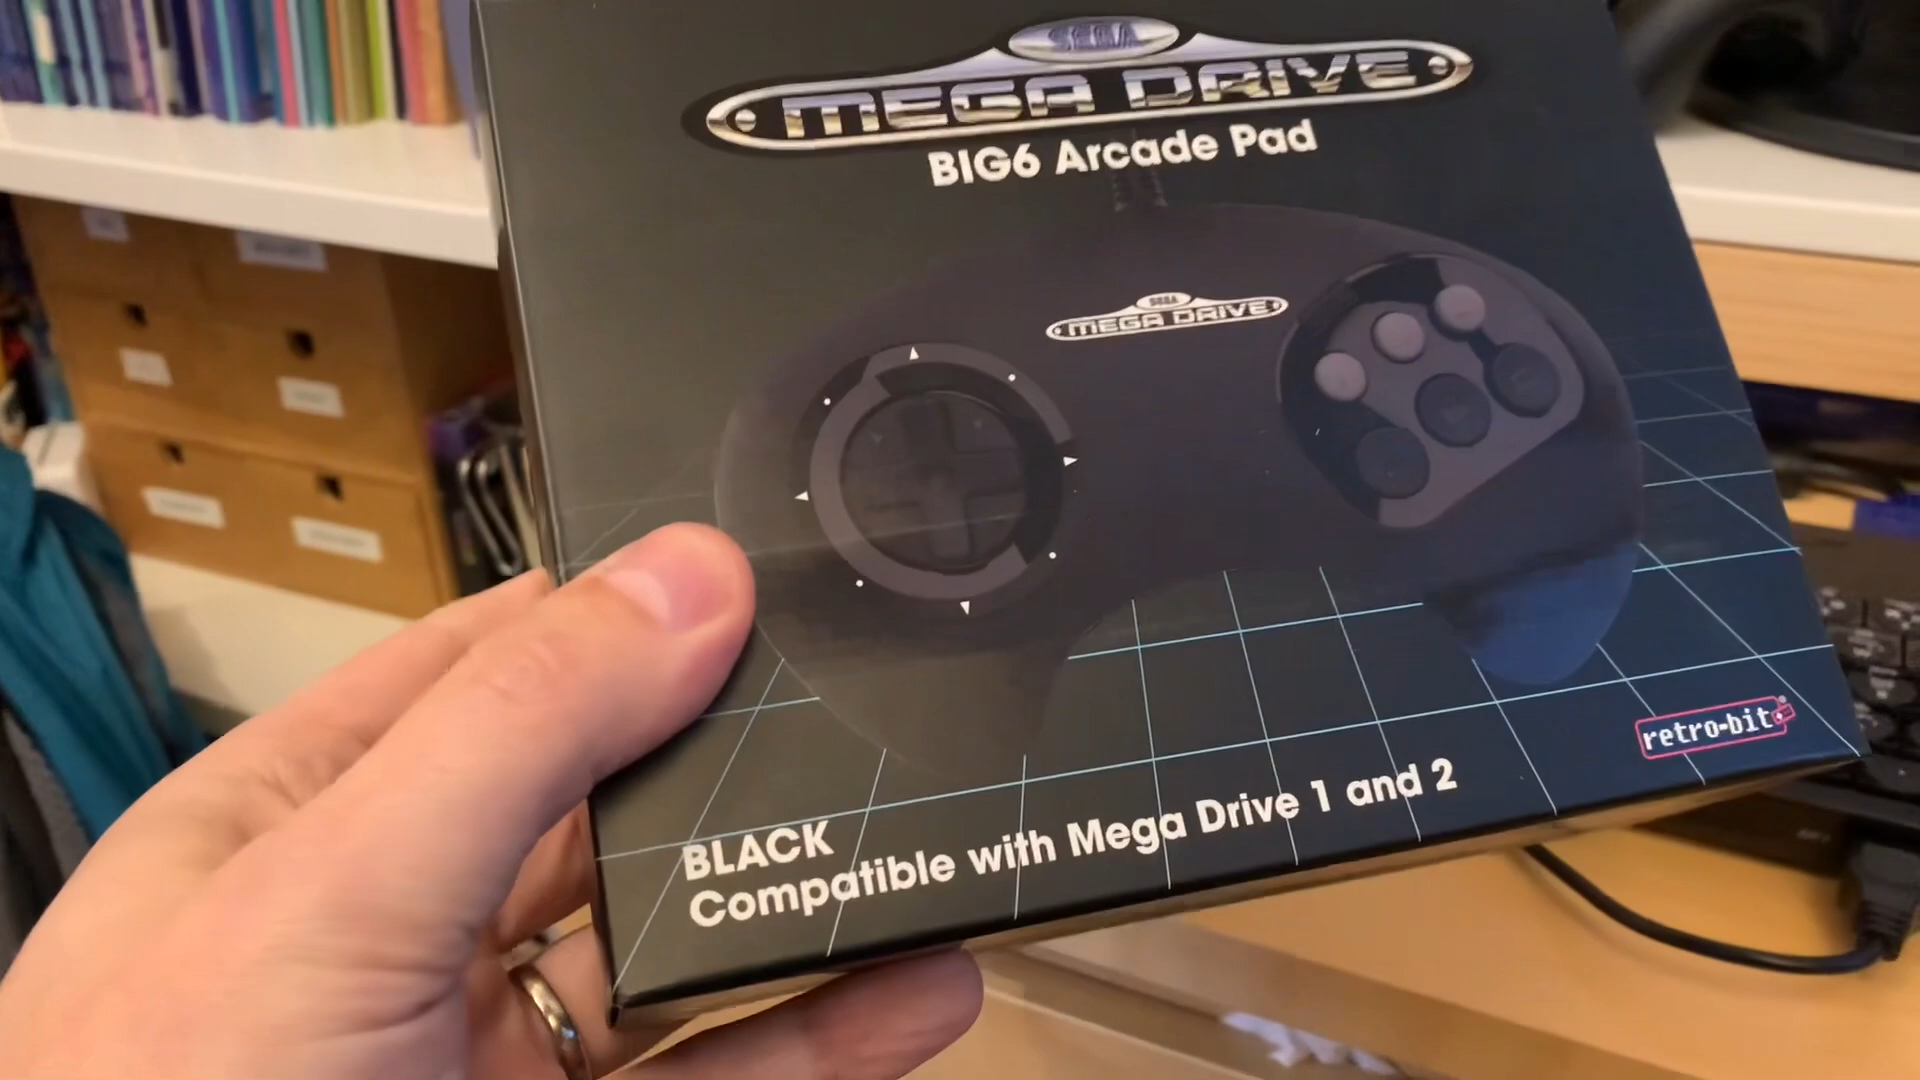 SEGA
MEGA DRIVE
BIG6 Arcade Pad
SEGA
MEGA DRIVE
retro-bit
BLACK
Compatible with Mega Drive 1 and 2